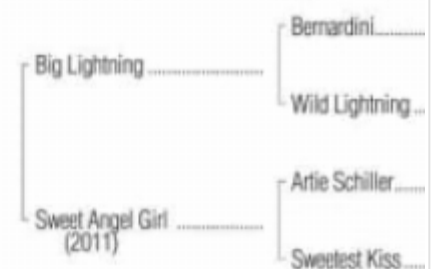 Bernardini
Big Lightning
Wild Lightning
Artie Schiller
Sweet Angel Girl
(2011)
Sweetest Kiss